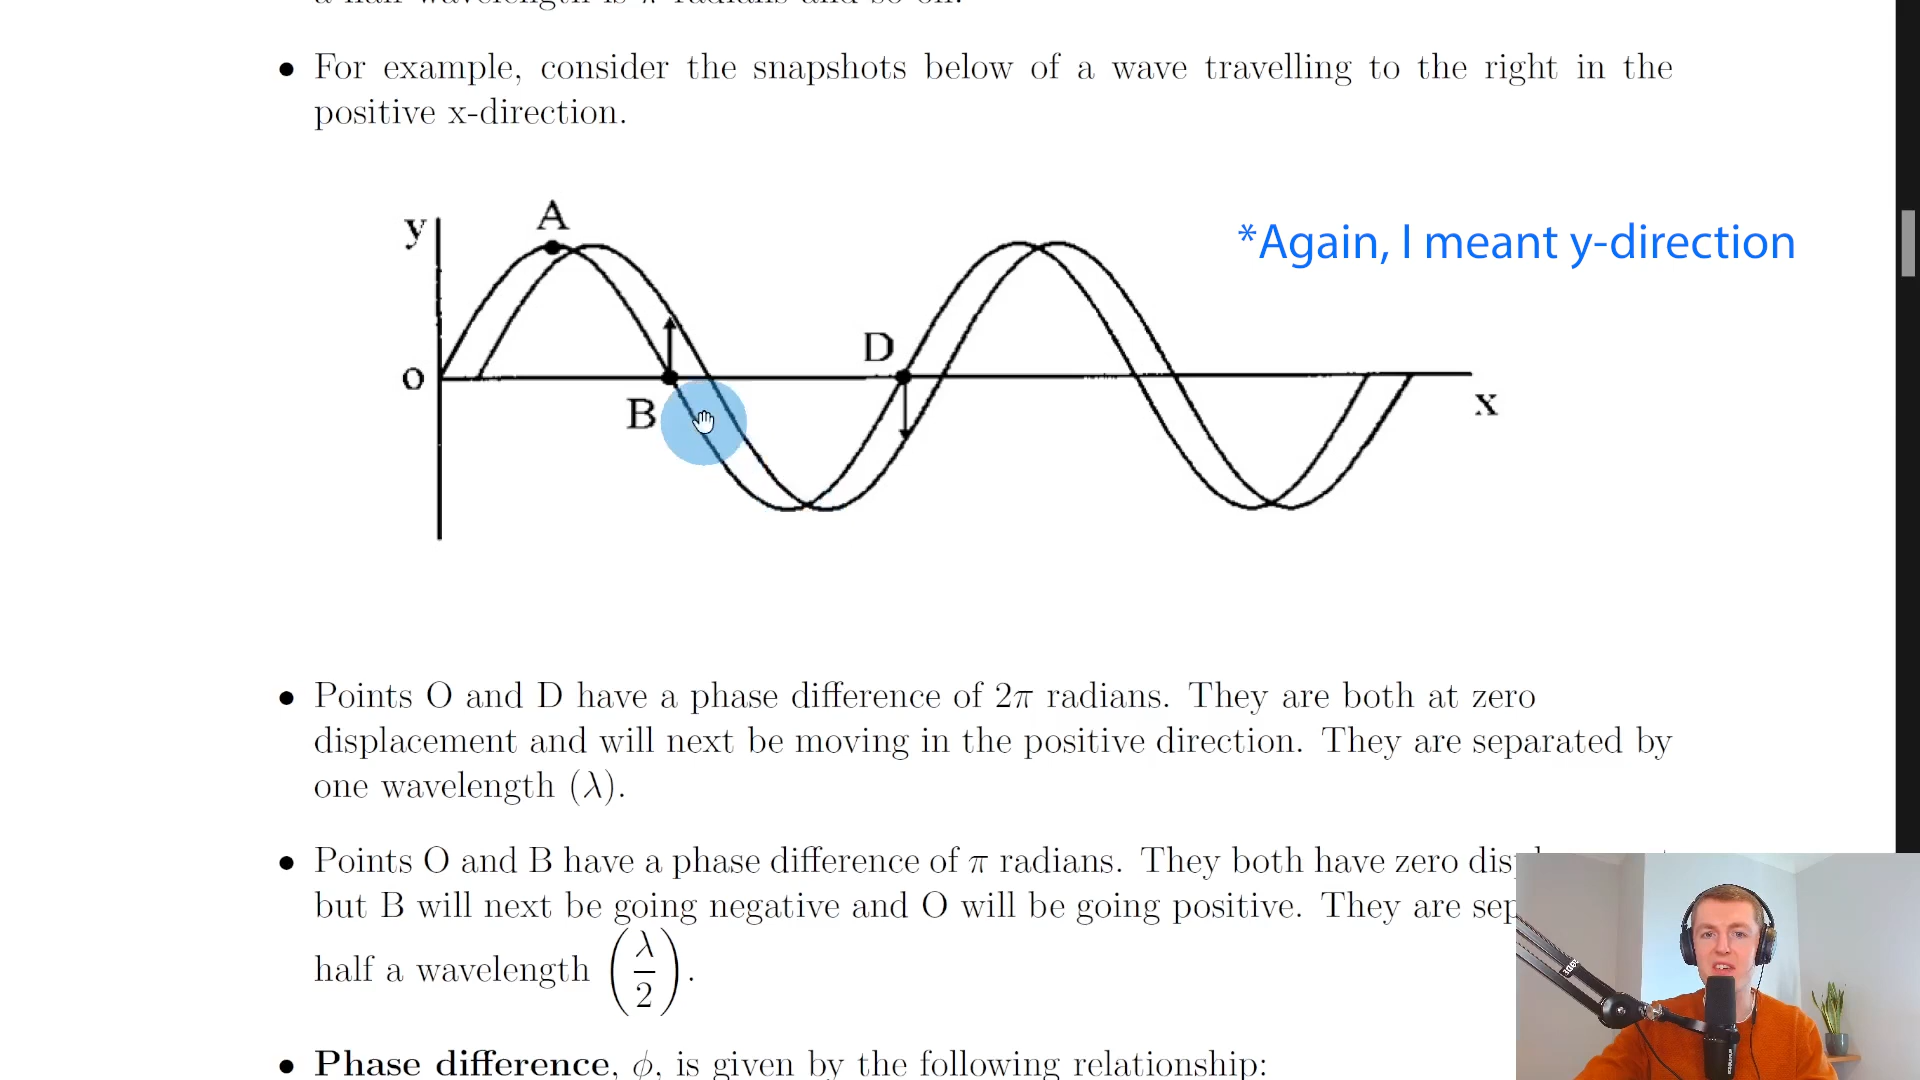 • For example, consider the snapshots below of a wave travelling to the right in the
positive x-direction.
*Again, I meant y-direction
y
A
D
O
B
x
• Points O and D have a phase difference of 2π radians. They are both at zero
displacement and will next be moving in the positive direction. They are separated by
one wavelength (λ).
• Points O and B have a phase difference of π radians. They both have zero
but B will next be going negative and O will be going positive. They are
half a wavelength (λ/2).
• Phase difference, ϕ, is given by the following relationship: